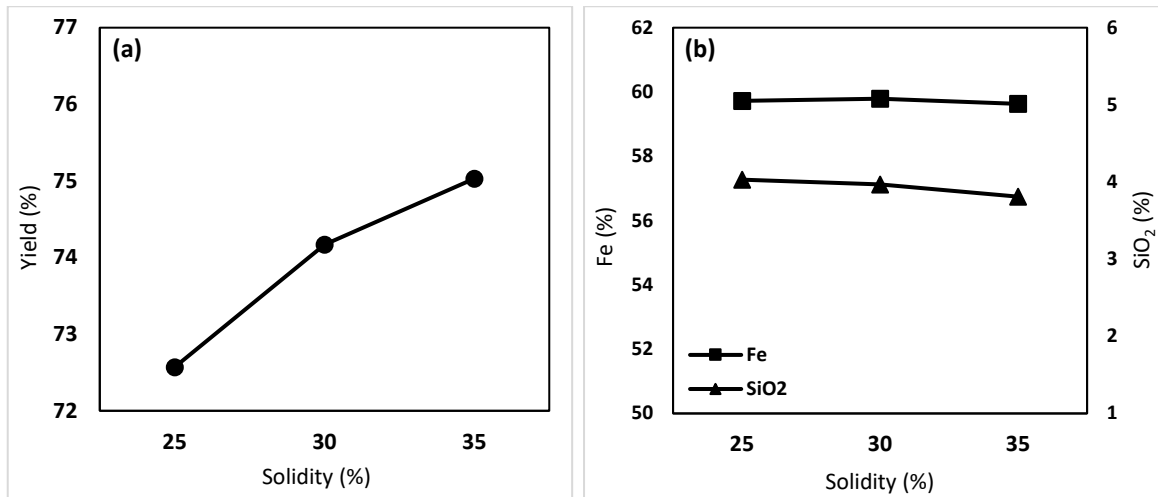 (a)
77
76
75
74
73
72
Yield (%)
25 30 35
Solidity (%)
(b)
62
60
58
56
54
52
50
Fe (%)
6
5
4
3
2
1
SiO₂ (%)
Fe
SiO2
25 30 35
Solidity (%)